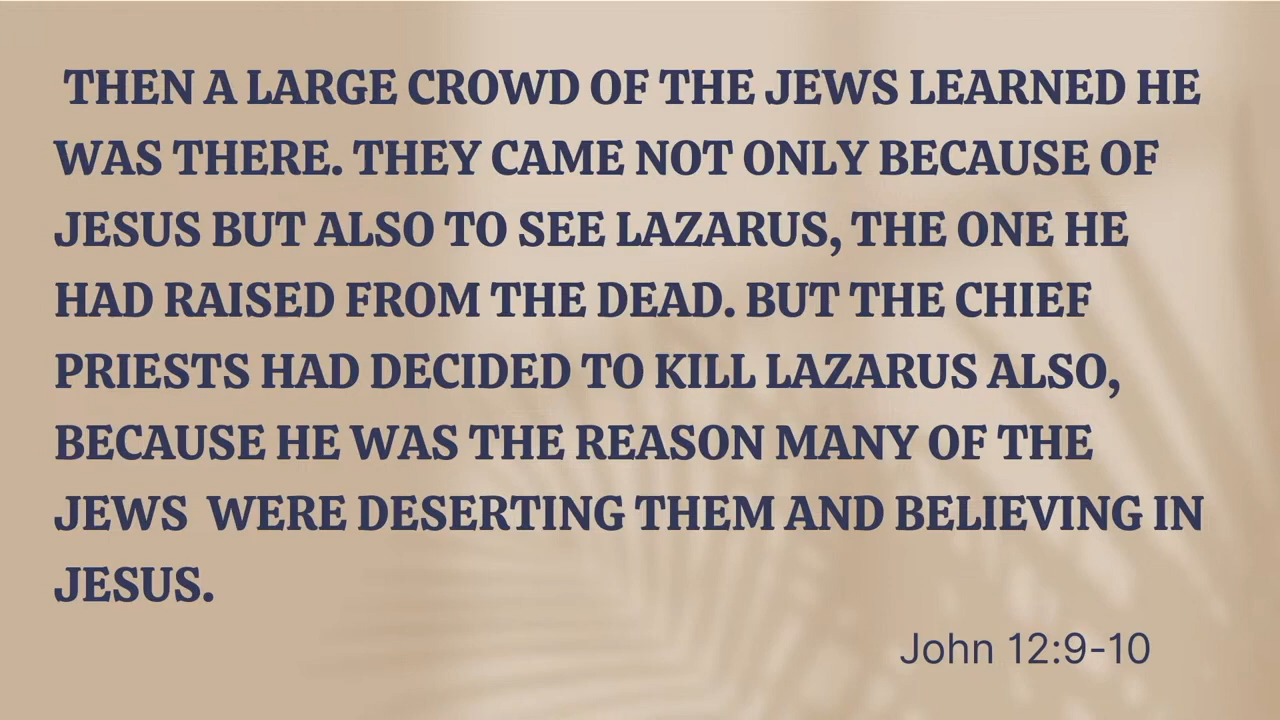 THEN A LARGE CROWD OF THE JEWS LEARNED HE
WAS THERE. THEY CAME NOT ONLY BECAUSE OF
JESUS BUT ALSO TO SEE LAZARUS, THE ONE HE
HAD RAISED FROM THE DEAD. BUT THE CHIEF
PRIESTS HAD DECIDED TO KILL LAZARUS ALSO,
BECAUSE HE WAS THE REASON MANY OF THE
JEWS  WERE DESERTING THEM AND BELIEVING IN
JESUS.
John 12:9-10